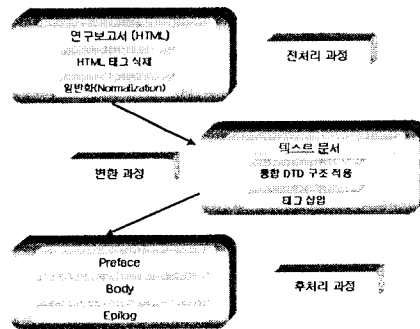 연구보고서 (HTML)
HTML 태그 삭제
일반화(Normalization)
전처리 과정
텍스트 문서
통합 DTD 구조 적용
태그 삽입
변환 과정
Preface
Body
Epilog
후처리 과정